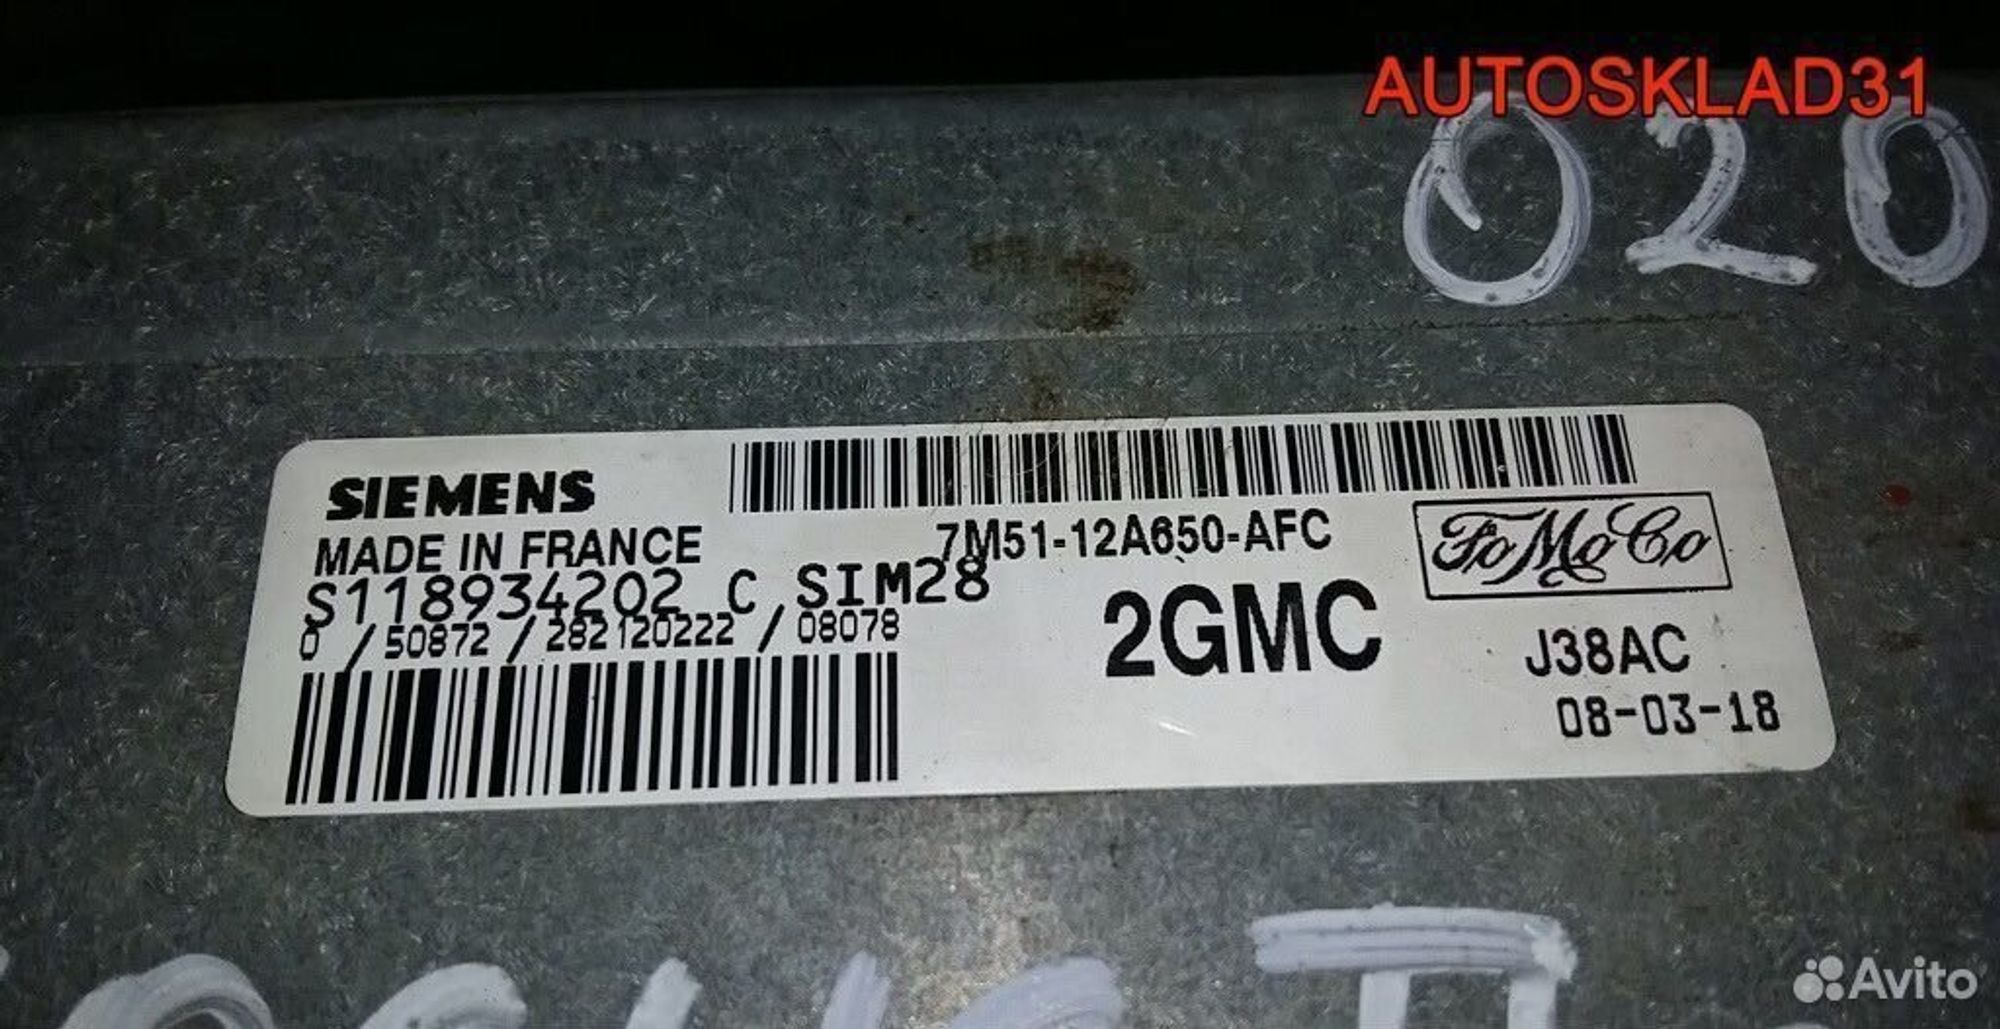 AUTOSKLAD31
020
SIEMENS
MADE IN FRANCE
7M51-12A650-AFC
FoMoCo
S118934202 C SIM28
0 / 50872 / 282120222 / 08078
2GMC
J38AC
08-03-18
Avito